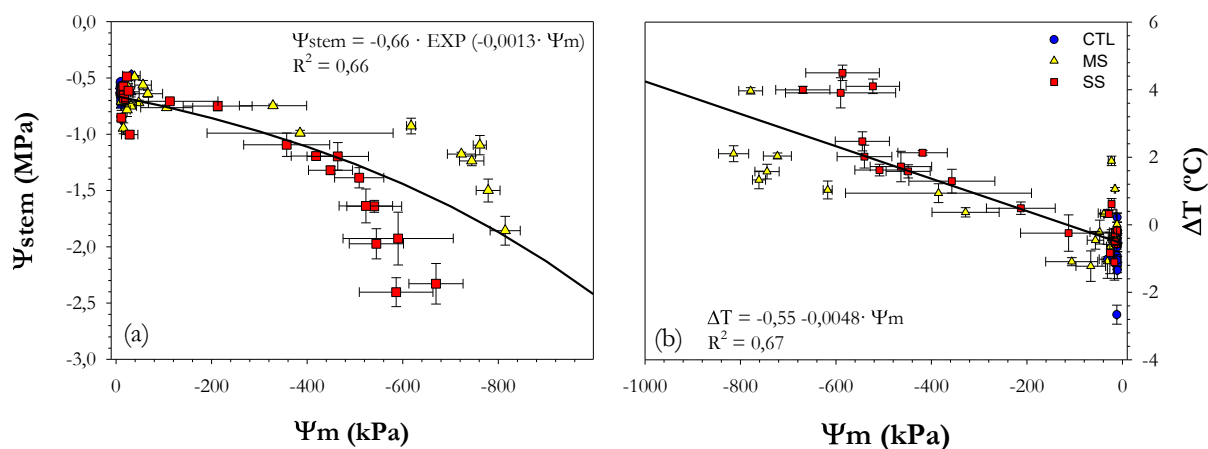 0,0
-0,5
-1,0
-1,5
-2,0
-2,5
-3,0
Ψstem (MPa)
Ψstem = -0,66 · EXP (-0,0013· Ψm)
R² = 0,66
(a)
0 -200 -400 -600 -800
Ψm (kPa)
CTL
MS
SS
ΔT = -0,55 -0,0048· Ψm
R² = 0,67
(b)
-1000 -800 -600 -400 -200 0
Ψm (kPa)
6
4
2
0
-2
-4
ΔT (ºC)